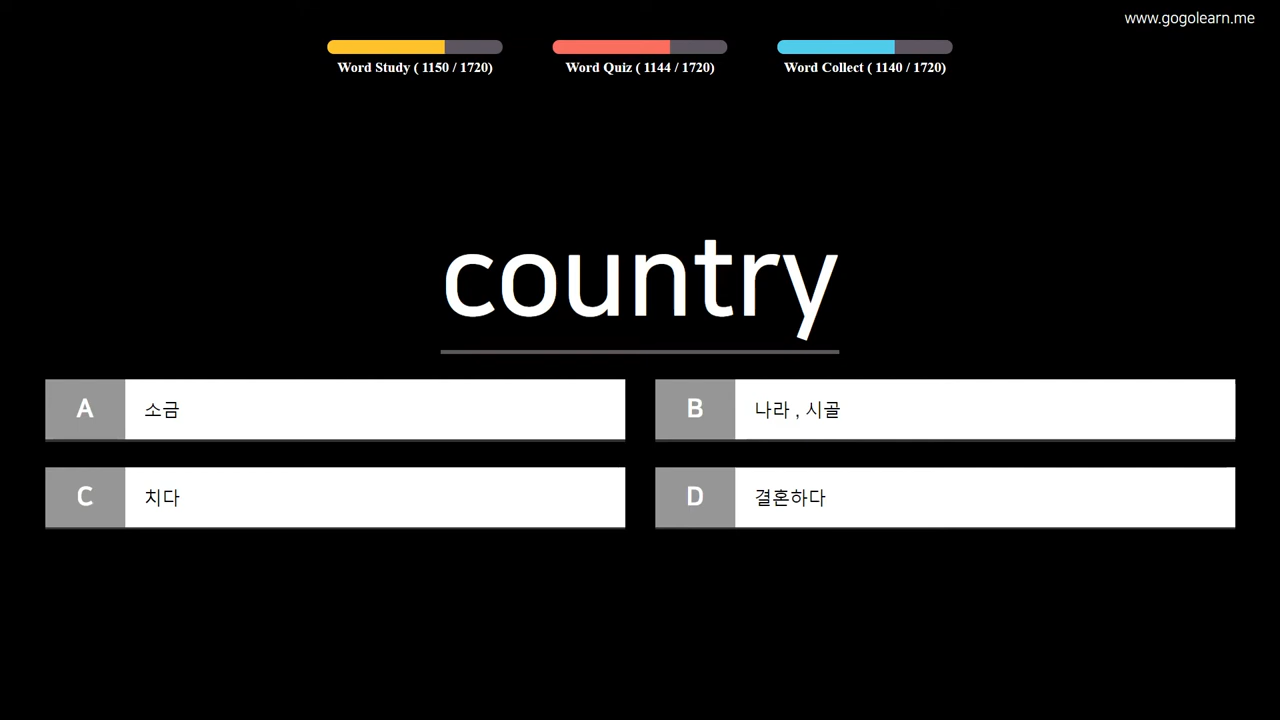 www.gogolearn.me
Word Study ( 1150 / 1720)
Word Quiz ( 1144 / 1720)
Word Collect ( 1140 / 1720)
country
A 소금
B 나라 , 시골
C 치다
D 결혼하다